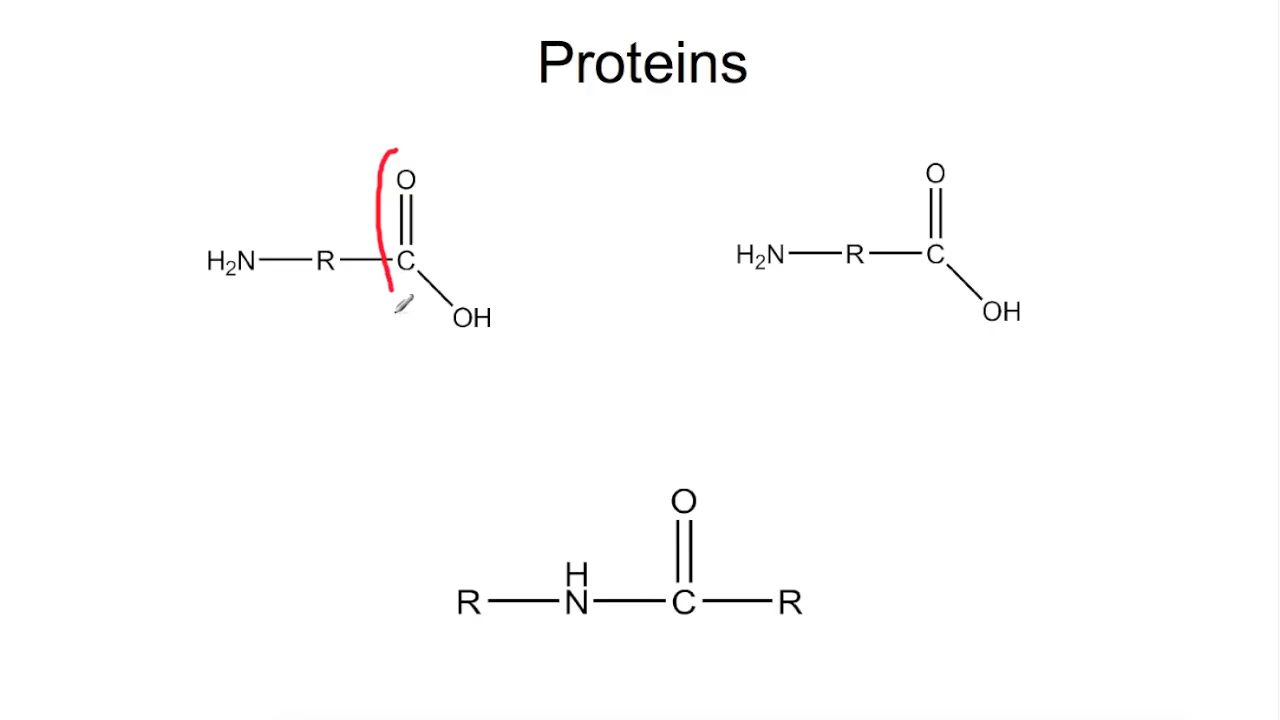 Proteins
O
O
H₂N R C
H₂N R C
OH
OH
O
H
R N C R